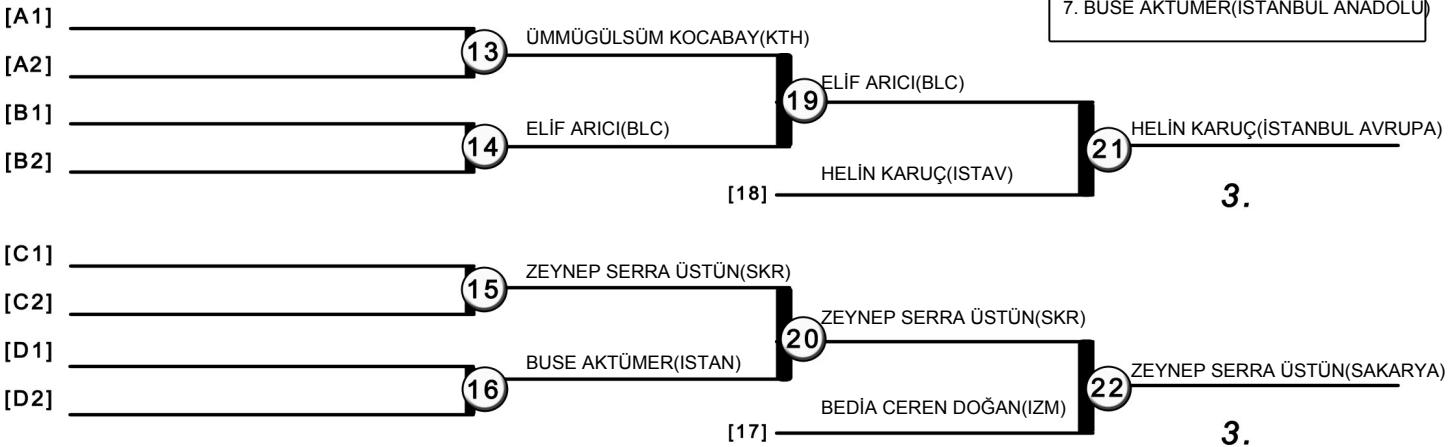 7. BUSE AKTÜMER(İSTANBUL ANADOLU)
[A1]
13
ÜMMÜGÜLSÜM KOCABAY(KTH)
[A2]
19
ELİF ARICI(BLC)
[B1]
14
ELİF ARICI(BLC)
[B2]
21
HELİN KARUÇ(İSTANBUL AVRUPA)
HELİN KARUÇ(ISTAV)
[18]
3.
[C1]
15
ZEYNEP SERRA ÜSTÜN(SKR)
[C2]
20
ZEYNEP SERRA ÜSTÜN(SKR)
[D1]
16
BUSE AKTÜMER(ISTAN)
[D2]
22
ZEYNEP SERRA ÜSTÜN(SAKARYA)
BEDİA CEREN DOĞAN(IZM)
[17]
3.